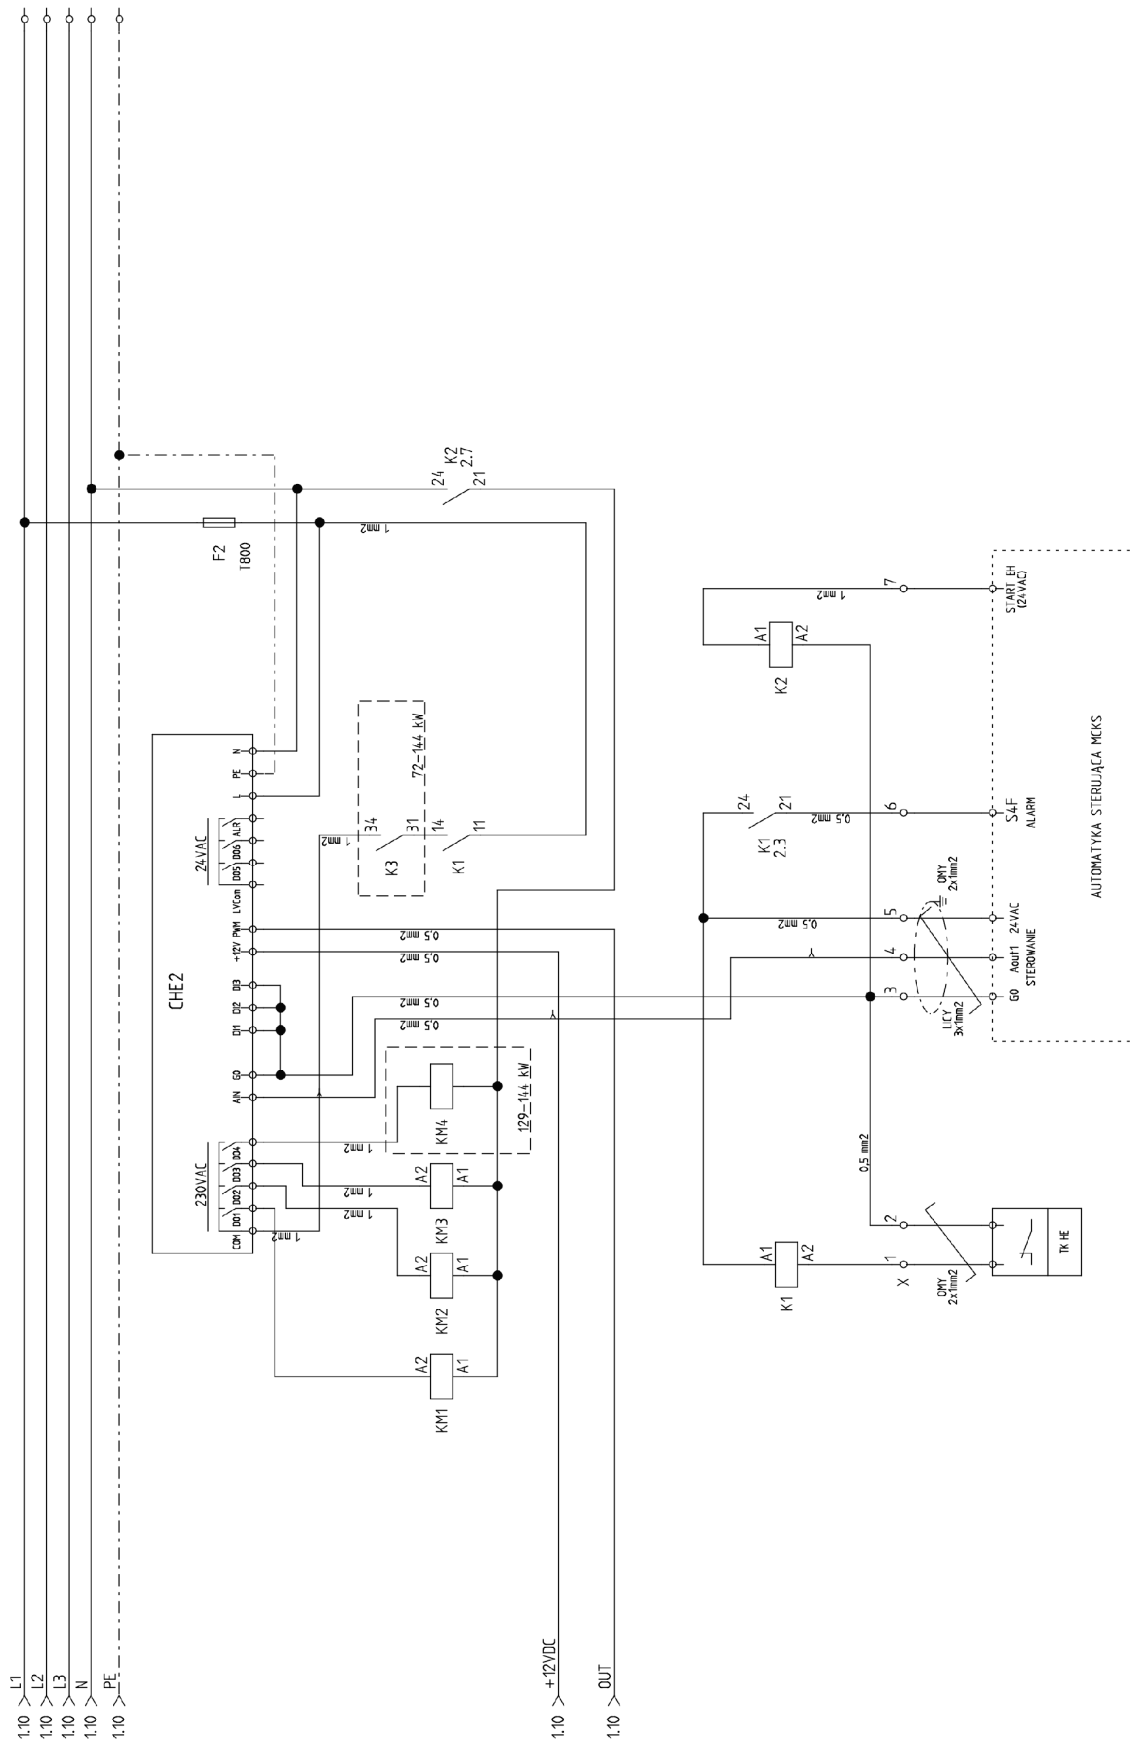 1.10 L1
1.10 L2
1.10 L3
1.10 N
1.10 PE
1.10 +12VDC
1.10 OUT
CHE2
230VAC
COM DO1 DO2 DO3 DO4
AIN G0 DI1 DI2 DI3
+12V PWM LVCom
24VAC
DO5 DO6 ALR
L PE N
F2
T800
1 mm2
K2
2.7
24
21
1 mm2
34
31
K3
72-144 kW
14
11
K1
0,5 mm2
0,5 mm2
0,5 mm2
0,5 mm2
1 mm2
1 mm2
1 mm2
1 mm2
KM1
A2
A1
KM2
A2
A1
KM3
A2
A1
KM4
129-144 kW
K1
A1
A2
K2
A1
A2
1 mm2
K1
2.3
24
21
0,5 mm2
0,5 mm2
0,5 mm2
X
1 2 3 4 5 6 7
OMY
2x1mm2
LICY
3x1mm2
OMY
2x1mm2
TK HE
G0 Aout1 24VAC
STEROWANIE
S4F
ALARM
START_EH
(24VAC)
AUTOMATYKA STERUJĄCA MCKS